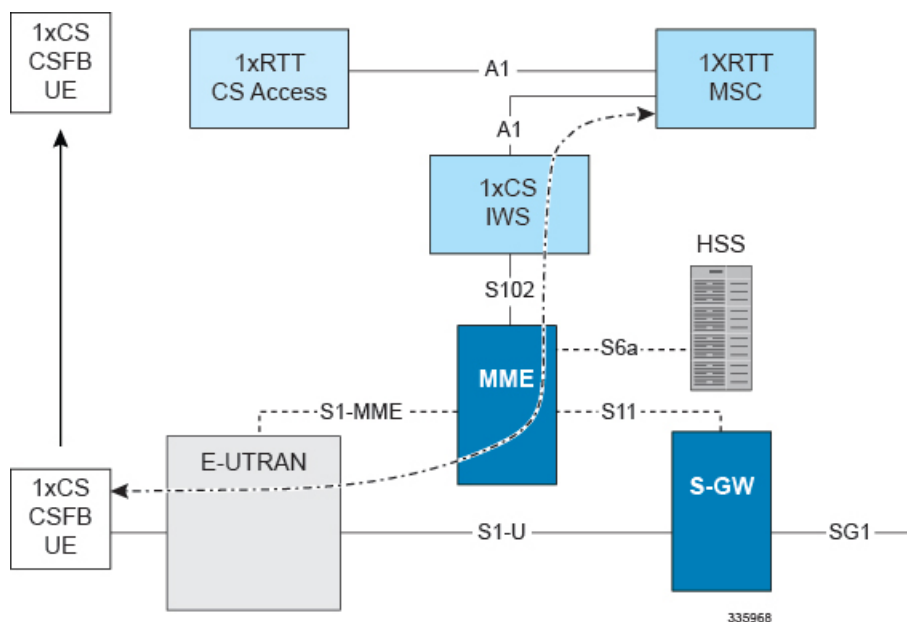 1xCS
CSFB
UE
1xRTT
CS Access
A1
1XRTT
MSC
A1
1xCS
IWS
HSS
S102
S6a
MME
S1-MME
S11
E-UTRAN
1xCS
CSFB
UE
S-GW
S1-U
SG1
335968